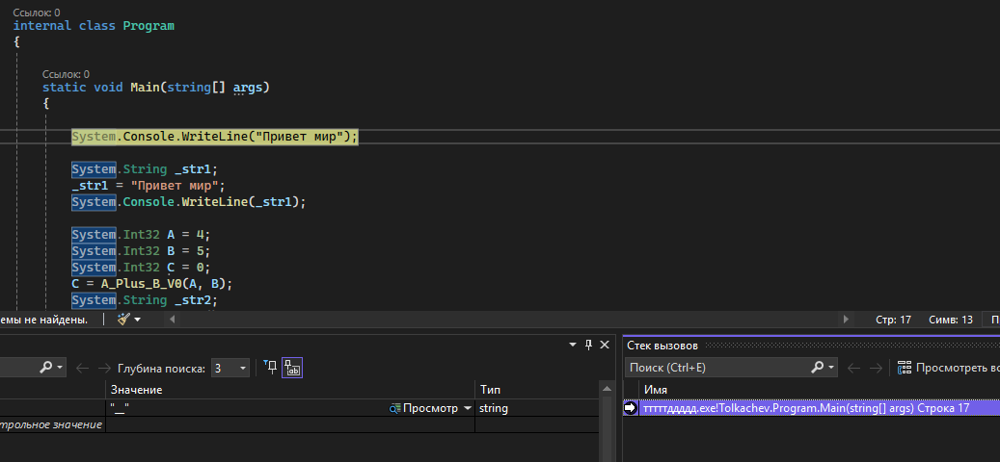 Ссылок: 0
internal class Program
{
Ссылок: 0
static void Main(string[] args)
{
System.Console.WriteLine("Привет мир");
System.String _str1;
_str1 = "Привет мир";
System.Console.WriteLine(_str1);
System.Int32 A = 4;
System.Int32 B = 5;
System.Int32 C = 0;
C = A_Plus_B_V0(A, B);
System.String _str2;
емы не найдены. Стр: 17 Симв: 13 П
Стек вызовов
Глубина поиска: 3 Поиск (Ctrl+E) Просмотреть вс
Значение Тип Имя
"__" Просмотр string тттттддддд.exe!Tolkachev.Program.Main(string[] args) Строка 17
трольное значение